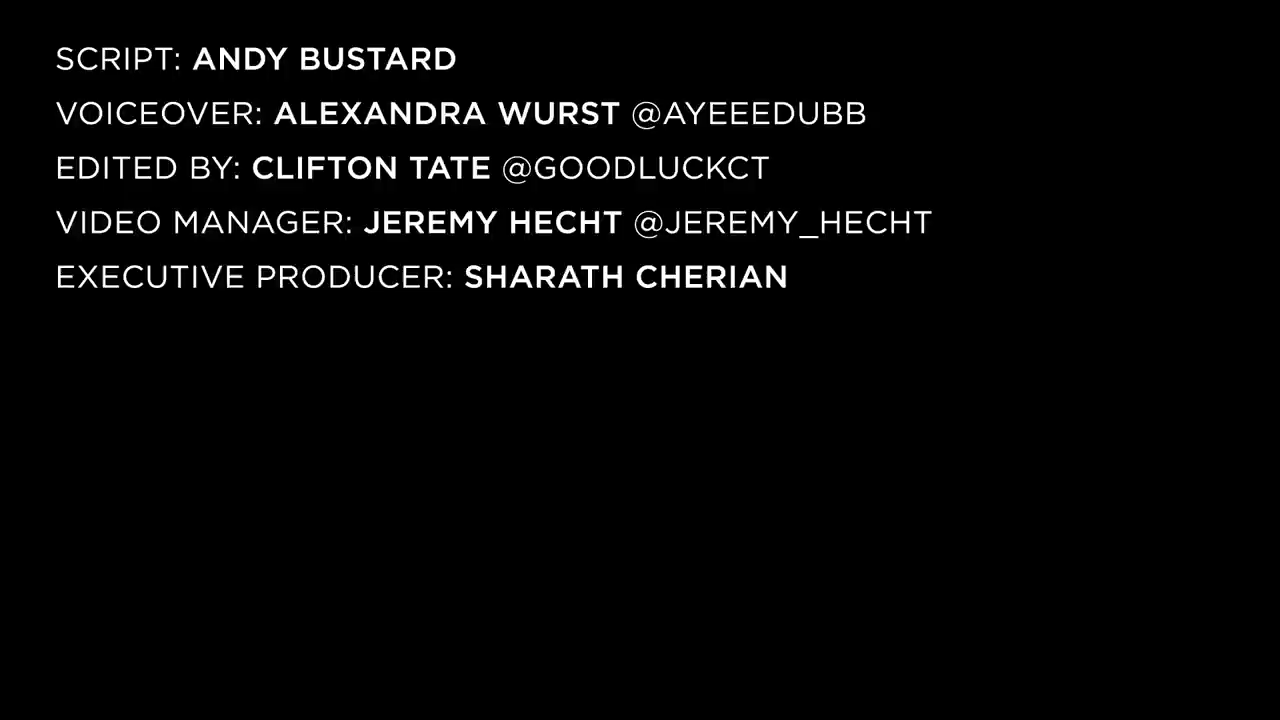 SCRIPT: ANDY BUSTARD
VOICEOVER: ALEXANDRA WURST @AYEEEDUBB
EDITED BY: CLIFTON TATE @GOODLUCKCT
VIDEO MANAGER: JEREMY HECHT @JEREMY_HECHT
EXECUTIVE PRODUCER: SHARATH CHERIAN